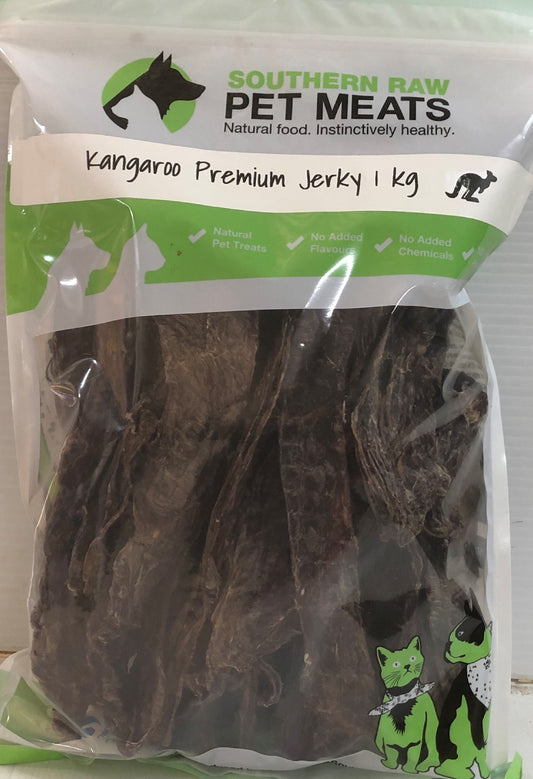 SOUTHERN RAW
PET MEATS
Natural food. Instinctively healthy.
Kangaroo Premium Jerky 1 kg
Natural
Pet Treats
No Added
Flavours
No Added
Chemicals